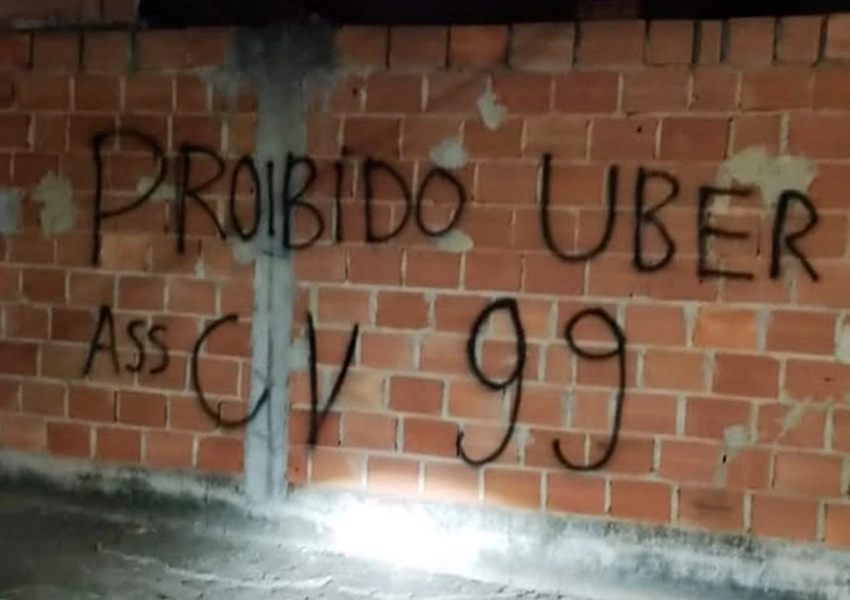 PROIBIDO UBER
ASS CV 99